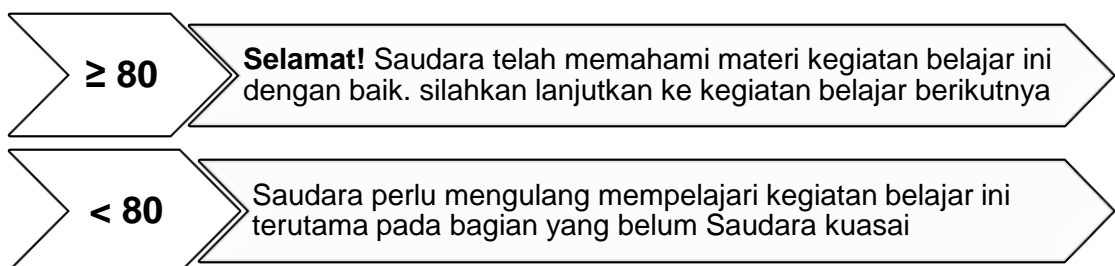 ≥ 80
Selamat! Saudara telah memahami materi kegiatan belajar ini
dengan baik. silahkan lanjutkan ke kegiatan belajar berikutnya
< 80
Saudara perlu mengulang mempelajari kegiatan belajar ini
terutama pada bagian yang belum Saudara kuasai